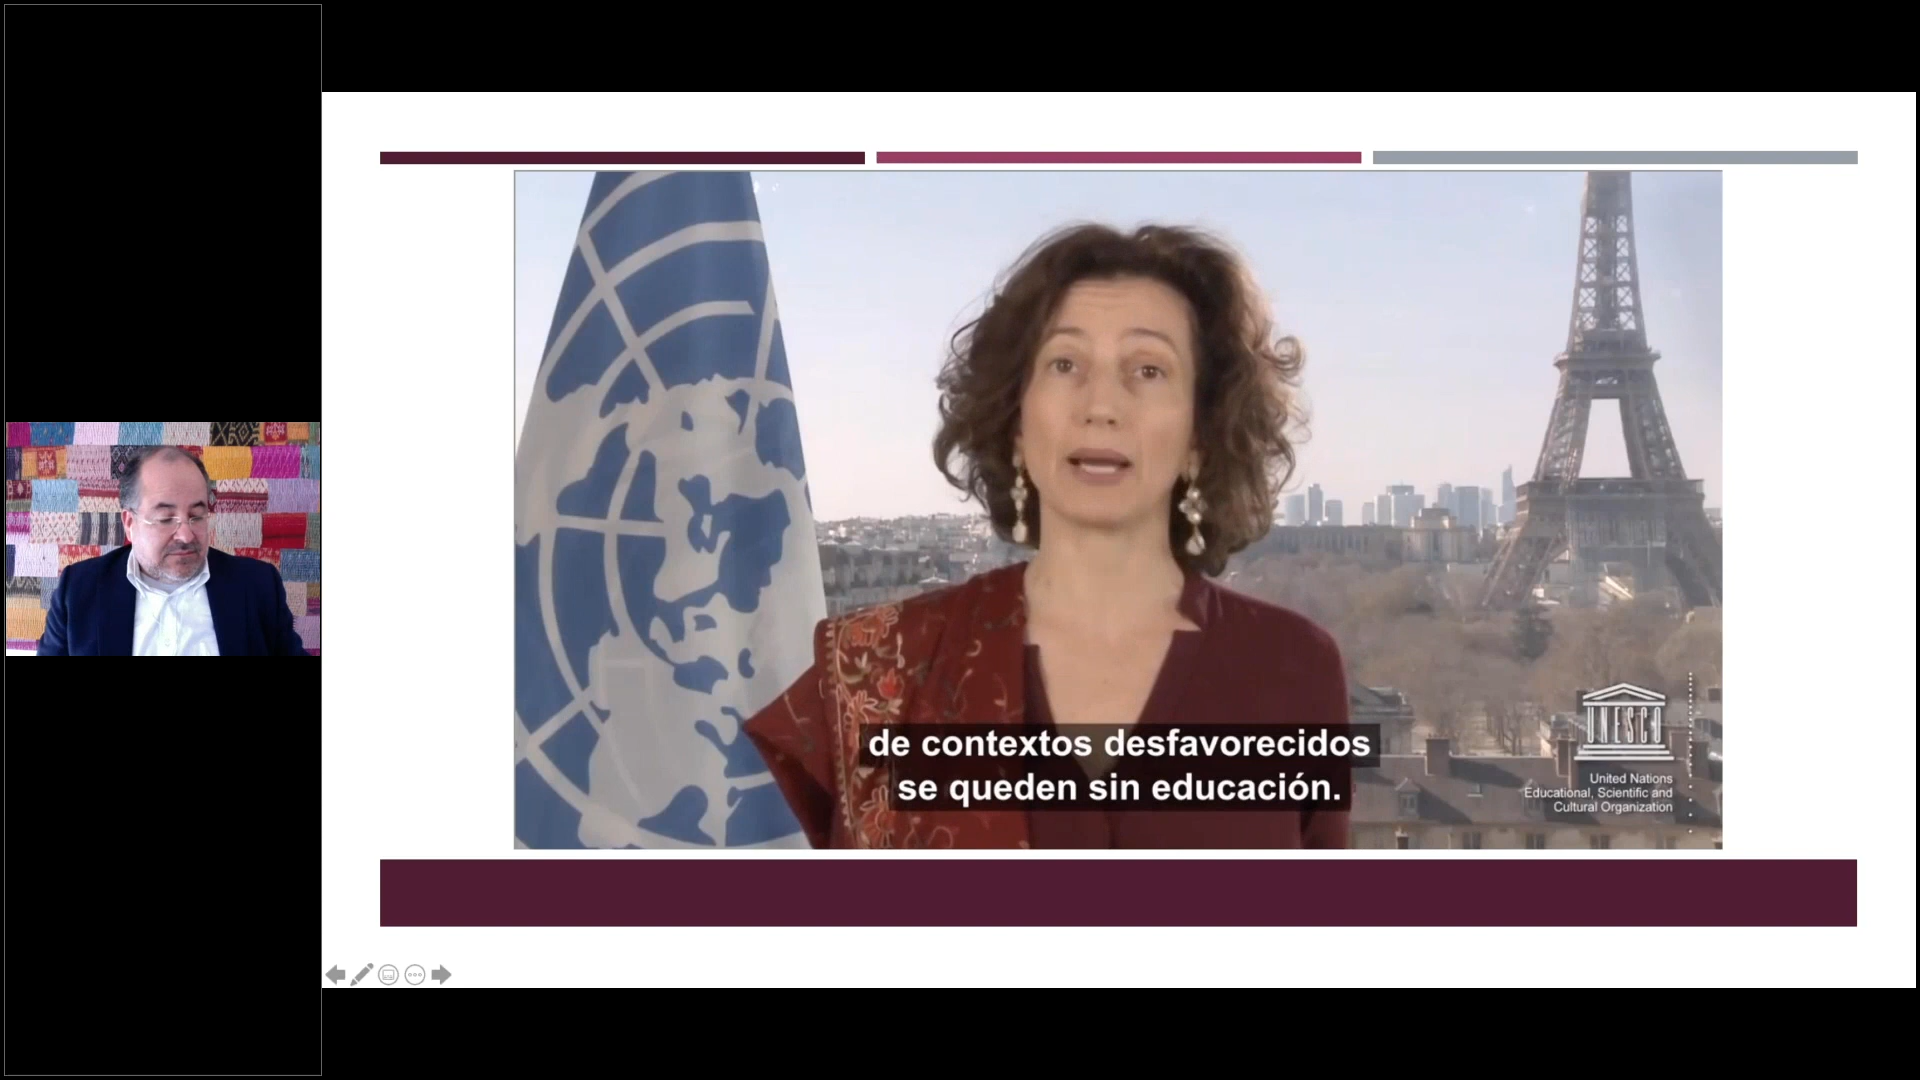 de contextos desfavorecidos
se queden sin educación.
UNESCO
United Nations
Educational, Scientific and
Cultural Organization